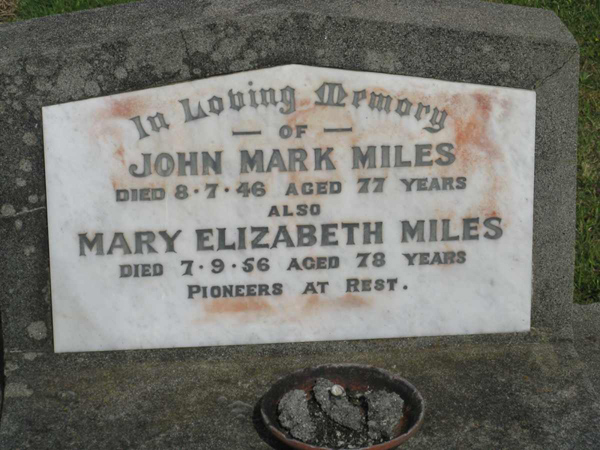 In Loving Memory
— OF —
JOHN MARK MILES
DIED 8·7·46 AGED 77 YEARS
ALSO
MARY ELIZABETH MILES
DIED 7·9·56 AGED 78 YEARS
PIONEERS AT REST.